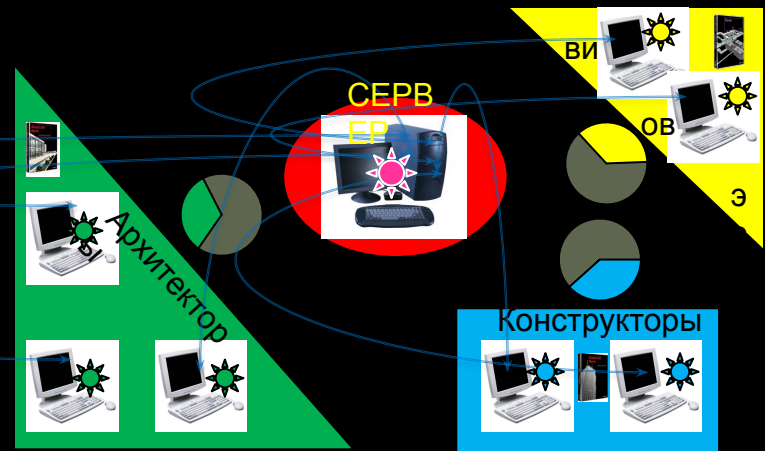 СЕРВ
ЕР
ви
ов
э
Архитектор
ы
Конструкторы